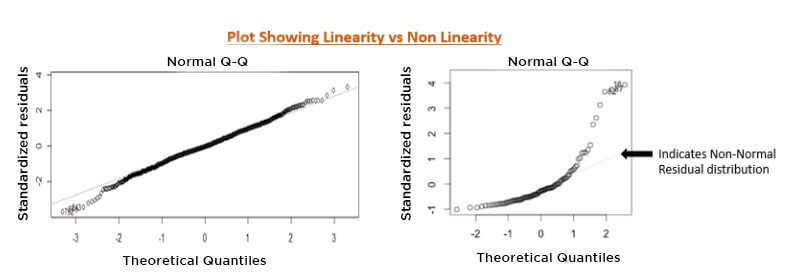 Plot Showing Linearity vs Non Linearity
Normal Q-Q
Standardized residuals
4
2
0
-2
-3
-2
-1
0
1
2
3
Theoretical Quantiles
Normal Q-Q
Standardized residuals
4
3
2
1
0
-1
-2
-1
0
1
2
Theoretical Quantiles
Indicates Non-Normal
Residual distribution